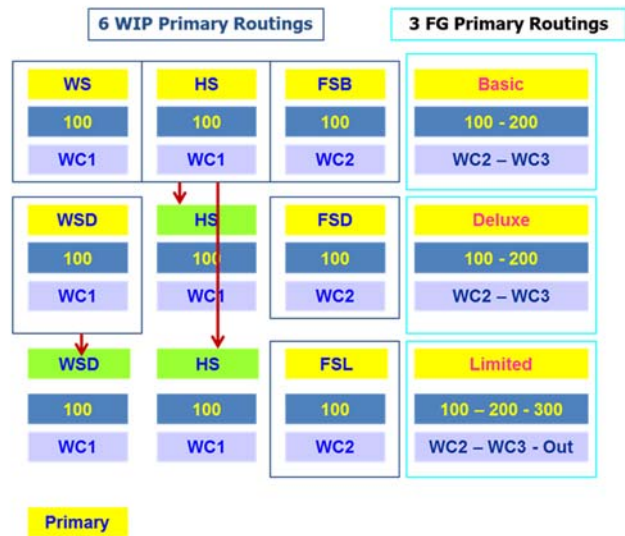 6 WIP Primary Routings
3 FG Primary Routings
WS HS FSB Basic
100 100 100 100 - 200
WC1 WC1 WC2 WC2 – WC3
WSD HS FSD Deluxe
100 100 100 100 - 200
WC1 WC1 WC2 WC2 – WC3
WSD HS FSL Limited
100 100 100 100 – 200 - 300
WC1 WC1 WC2 WC2 – WC3 - Out
Primary